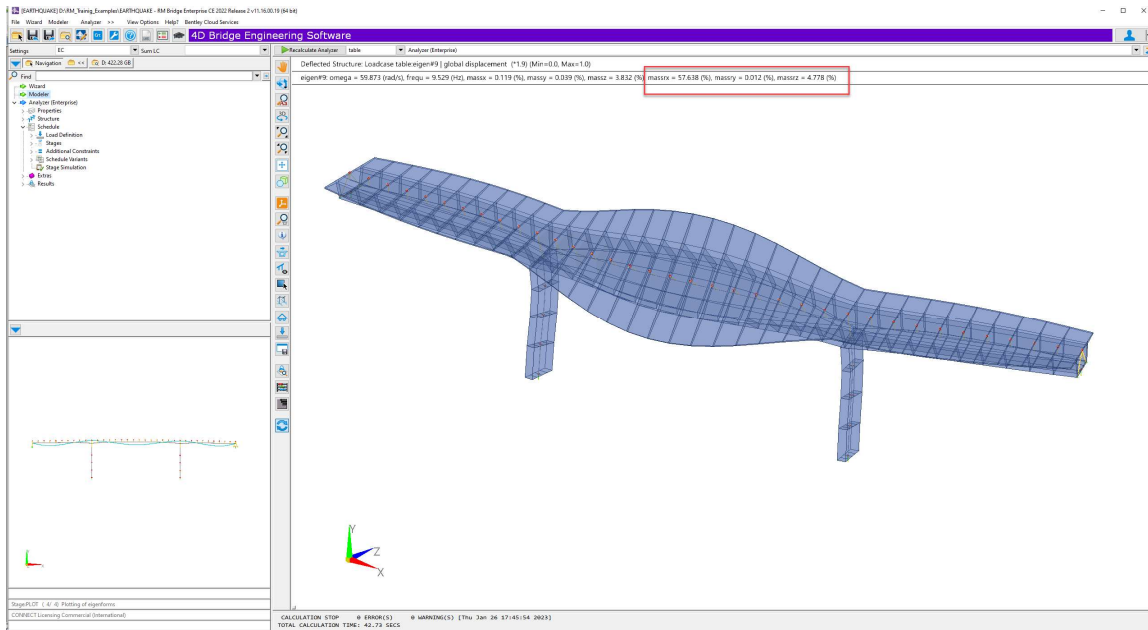 [EARTHQUAKE] D:\RM_Trainig_Examples\EARTHQUAKE - RM Bridge Enterprise CE 2022 Release 2 v11.16.00.19 (64 bit)
File Wizard Modeler Analyzer >> View Options Help? Bentley Cloud Services
4D Bridge Engineering Software
Settings EC Sum LC
Recalculate Analyzer table Analyzer (Enterprise)
Navigation << D: 422.28 GB
Find
Wizard
Modeler
Analyzer (Enterprise)
Properties
Structure
Schedule
Load Definition
Stages
Additional Constraints
Schedule Variants
Stage Simulation
Extras
Results
Deflected Structure: Loadcase table:eigen#9 | global displacement (*1.9) (Min=0.0, Max=1.0)
eigen#9: omega = 59.873 (rad/s), frequ = 9.529 (Hz), massx = 0.119 (%), massy = 0.039 (%), massz = 3.832 (%) massrx = 57.638 (%), massry = 0.012 (%), massrz = 4.778 (%)
Y
Z
X
Stage:PLOT ( 4/ 4) Plotting of eigenforms
CONNECT Licensing Commercial (International)
CALCULATION STOP 0 ERROR(S) 0 WARNING(S) [Thu Jan 26 17:45:54 2023]
TOTAL CALCULATION TIME: 42.73 SECS